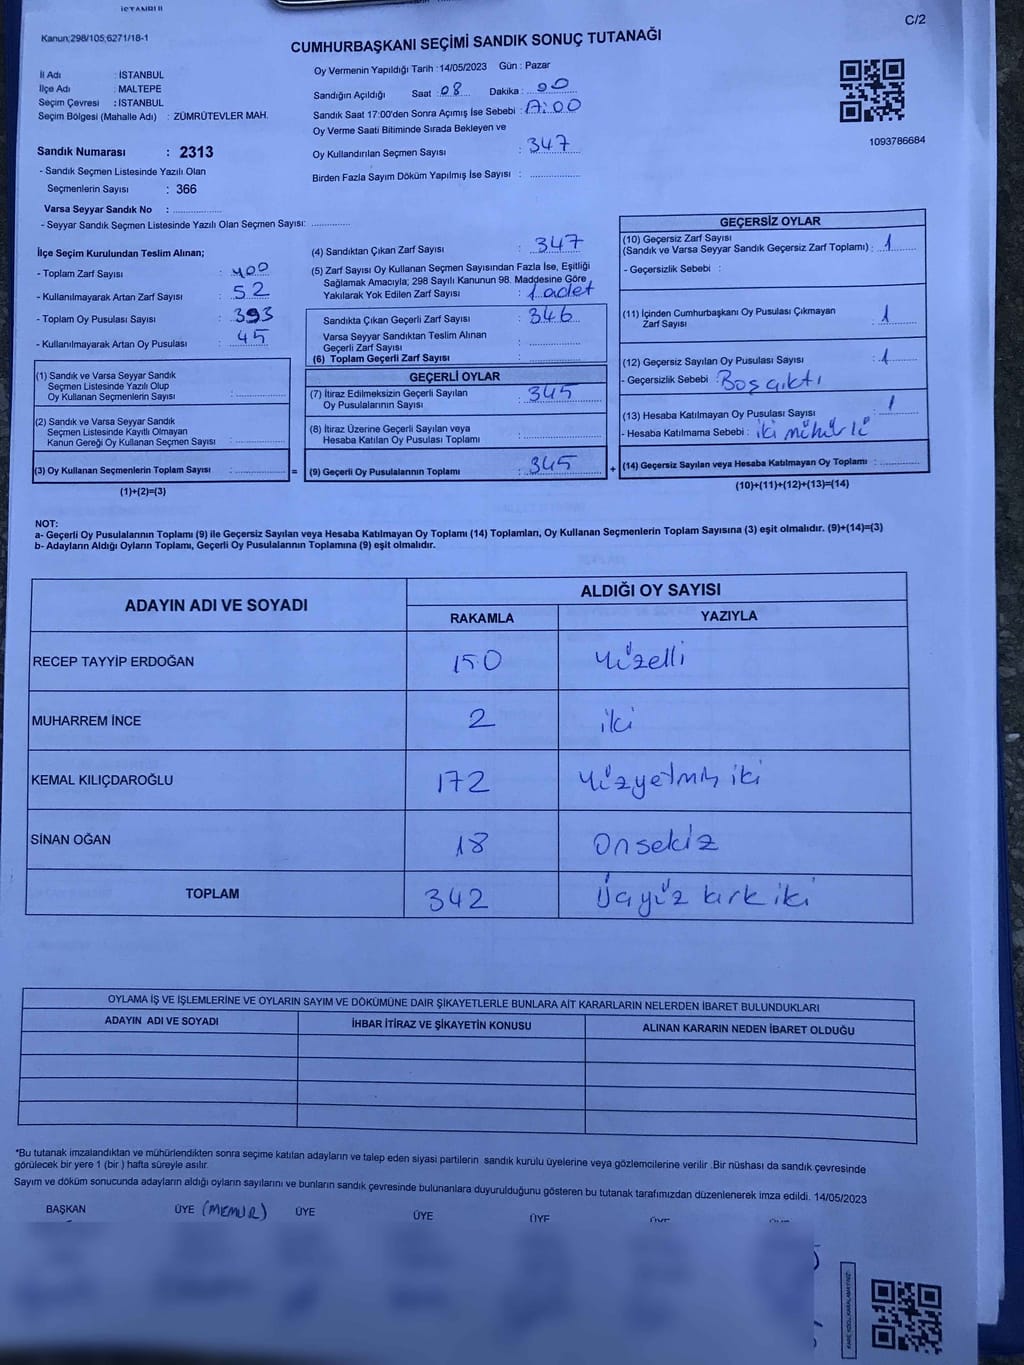 İSTANBUL
C/2
Kanun;298/105;6271/18-1
CUMHURBAŞKANI SEÇİMİ SANDIK SONUÇ TUTANAĞI
İl Adı : İSTANBUL
İlçe Adı : MALTEPE
Seçim Çevresi : İSTANBUL
Seçim Bölgesi (Mahalle Adı) : ZÜMRÜTEVLER MAH.
Oy Vermenin Yapıldığı Tarih :14/05/2023 Gün : Pazar
Sandığın Açıldığı Saat : 08 Dakika : 00
Sandık Saat 17:00'den Sonra Açımış İse Sebebi : 17:00
Oy Verme Saati Bitiminde Sırada Bekleyen ve
Oy Kullandırılan Seçmen Sayısı : 347
Birden Fazla Sayım Döküm Yapılmış İse Sayısı :
1093786684
Sandık Numarası : 2313
- Sandık Seçmen Listesinde Yazılı Olan
Seçmenlerin Sayısı : 366
Varsa Seyyar Sandık No :
- Seyyar Sandık Seçmen Listesinde Yazılı Olan Seçmen Sayısı:
İlçe Seçim Kurulundan Teslim Alınan;
- Toplam Zarf Sayısı : 400
- Kullanılmayarak Artan Zarf Sayısı : 52
- Toplam Oy Pusulası Sayısı : 393
- Kullanılmayarak Artan Oy Pusulası : 45
(1) Sandık ve Varsa Seyyar Sandık
Seçmen Listesinde Yazılı Olup
Oy Kullanan Seçmenlerin Sayısı :
(2) Sandık ve Varsa Seyyar Sandık
Seçmen Listesinde Kayıtlı Olmayan
Kanun Gereği Oy Kullanan Seçmen Sayısı :
(3) Oy Kullanan Seçmenlerin Toplam Sayısı :
(1)+(2)=(3)
(4) Sandıktan Çıkan Zarf Sayısı : 347
(5) Zarf Sayısı Oy Kullanan Seçmen Sayısından Fazla İse, Eşitliği
Sağlamak Amacıyla; 298 Sayılı Kanunun 98. Maddesine Göre
Yakılarak Yok Edilen Zarf Sayısı : 1 adet
Sandıkta Çıkan Geçerli Zarf Sayısı : 346
Varsa Seyyar Sandıktan Teslim Alınan
Geçerli Zarf Sayısı :
(6) Toplam Geçerli Zarf Sayısı :
GEÇERLİ OYLAR
(7) İtiraz Edilmeksizin Geçerli Sayılan
Oy Pusulalarının Sayısı : 345
(8) İtiraz Üzerine Geçerli Sayılan veya
Hesaba Katılan Oy Pusulası Toplamı :
= (9) Geçerli Oy Pusulalarının Toplamı : 345
GEÇERSİZ OYLAR
(10) Geçersiz Zarf Sayısı
(Sandık ve Varsa Seyyar Sandık Geçersiz Zarf Toplamı) : 1
- Geçersizlik Sebebi :
(11) İçinden Cumhurbaşkanı Oy Pusulası Çıkmayan
Zarf Sayısı : 1
(12) Geçersiz Sayılan Oy Pusulası Sayısı : 1
- Geçersizlik Sebebi : Boş çıktı
(13) Hesaba Katılmayan Oy Pusulası Sayısı : 1
- Hesaba Katılmama Sebebi : iki mühürlü
+ (14) Geçersiz Sayılan veya Hesaba Katılmayan Oy Toplamı :
(10)+(11)+(12)+(13)=(14)
NOT:
a- Geçerli Oy Pusulalarının Toplamı (9) ile Geçersiz Sayılan veya Hesaba Katılmayan Oy Toplamı (14) Toplamları, Oy Kullanan Seçmenlerin Toplam Sayısına (3) eşit olmalıdır. (9)+(14)=(3)
b- Adayların Aldığı Oyların Toplamı, Geçerli Oy Pusulalarının Toplamına (9) eşit olmalıdır.
ADAYIN ADI VE SOYADI
ALDIĞI OY SAYISI
RAKAMLA YAZIYLA
RECEP TAYYİP ERDOĞAN 150 Yüzelli
MUHARREM İNCE 2 iki
KEMAL KILIÇDAROĞLU 172 Yüzyetmiş iki
SİNAN OĞAN 18 Onsekiz
TOPLAM 342 Üçyüz kırk iki
OYLAMA İŞ VE İŞLEMLERİNE VE OYLARIN SAYIM VE DÖKÜMÜNE DAİR ŞİKAYETLERLE BUNLARA AİT KARARLARIN NELERDEN İBARET BULUNDUKLARI
ADAYIN ADI VE SOYADI İHBAR İTİRAZ VE ŞİKAYETİN KONUSU ALINAN KARARIN NEDEN İBARET OLDUĞU
*Bu tutanak imzalandıktan ve mühürlendikten sonra seçime katılan adayların ve talep eden siyasi partilerin sandık kurulu üyelerine veya gözlemcilerine verilir .Bir nüshası da sandık çevresinde
görülecek bir yere 1 (bir ) hafta süreyle asılır.
Sayım ve döküm sonucunda adayların aldığı oyların sayılarını ve bunların sandık çevresinde bulunanlara duyurulduğunu gösteren bu tutanak tarafımızdan düzenlenerek imza edildi. 14/05/2023
BAŞKAN ÜYE (MEMUR) ÜYE ÜYE ÜYE ÜYE